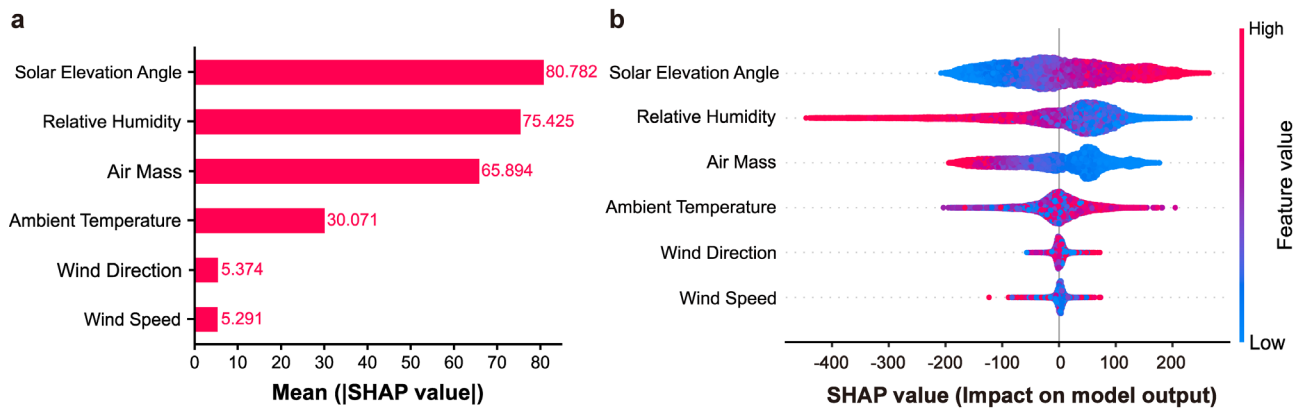 a
Solar Elevation Angle
80.782
Relative Humidity
75.425
Air Mass
65.894
Ambient Temperature
30.071
Wind Direction
5.374
Wind Speed
5.291
0 10 20 30 40 50 60 70 80
Mean (|SHAP value|)
b
High
Solar Elevation Angle
Relative Humidity
Air Mass
Ambient Temperature
Wind Direction
Wind Speed
Feature value
Low
-400 -300 -200 -100 0 100 200
SHAP value (Impact on model output)